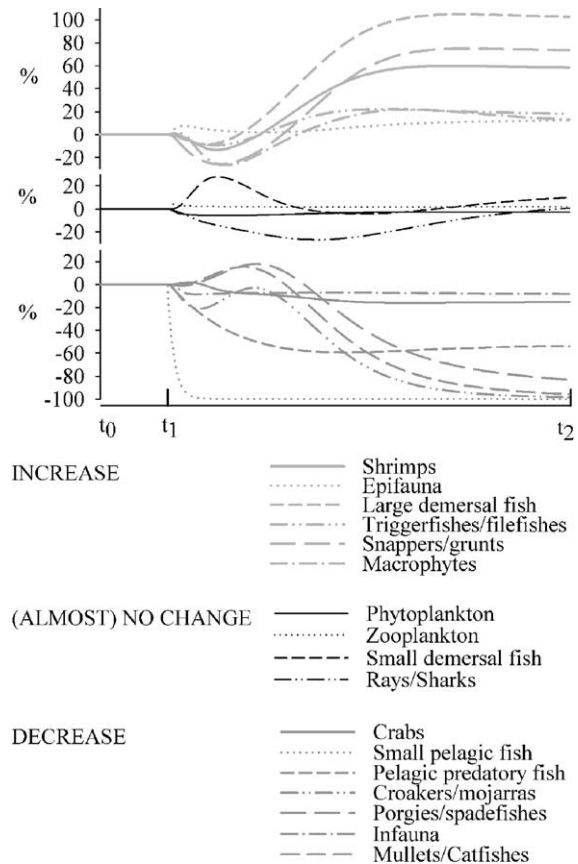 100
80
% 60
40
20
0
-20
% 20
0
-20
20
% 0
-20
-40
-60
-80
-100
t0 t1 t2
INCREASE
Shrimps
Epifauna
Large demersal fish
Triggerfishes/filefishes
Snappers/grunts
Macrophytes
(ALMOST) NO CHANGE
Phytoplankton
Zooplankton
Small demersal fish
Rays/Sharks
DECREASE
Crabs
Small pelagic fish
Pelagic predatory fish
Croakers/mojarras
Porgies/spadefishes
Infauna
Mullets/Catfishes